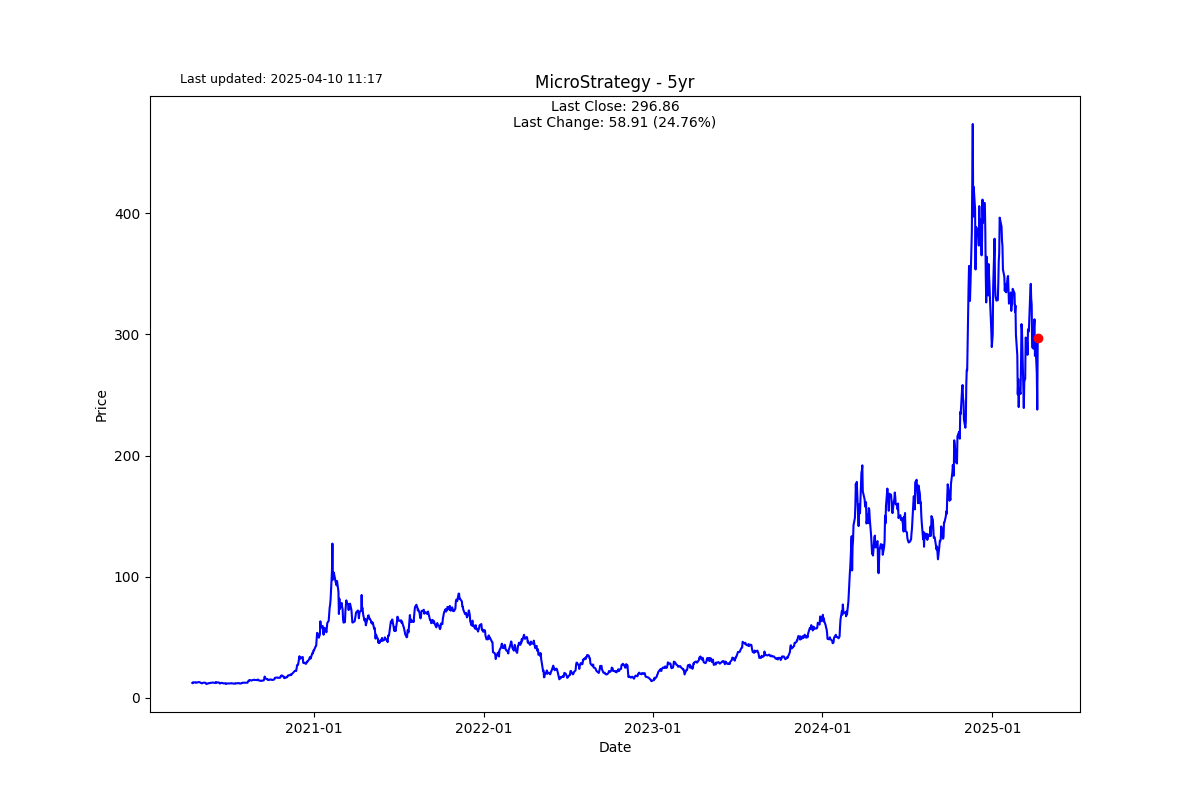 Last updated: 2025-04-10 11:17
MicroStrategy - 5yr
Last Close: 296.86
Last Change: 58.91 (24.76%)
400
300
200
100
0
Price
2021-01
2022-01
2023-01
2024-01
2025-01
Date